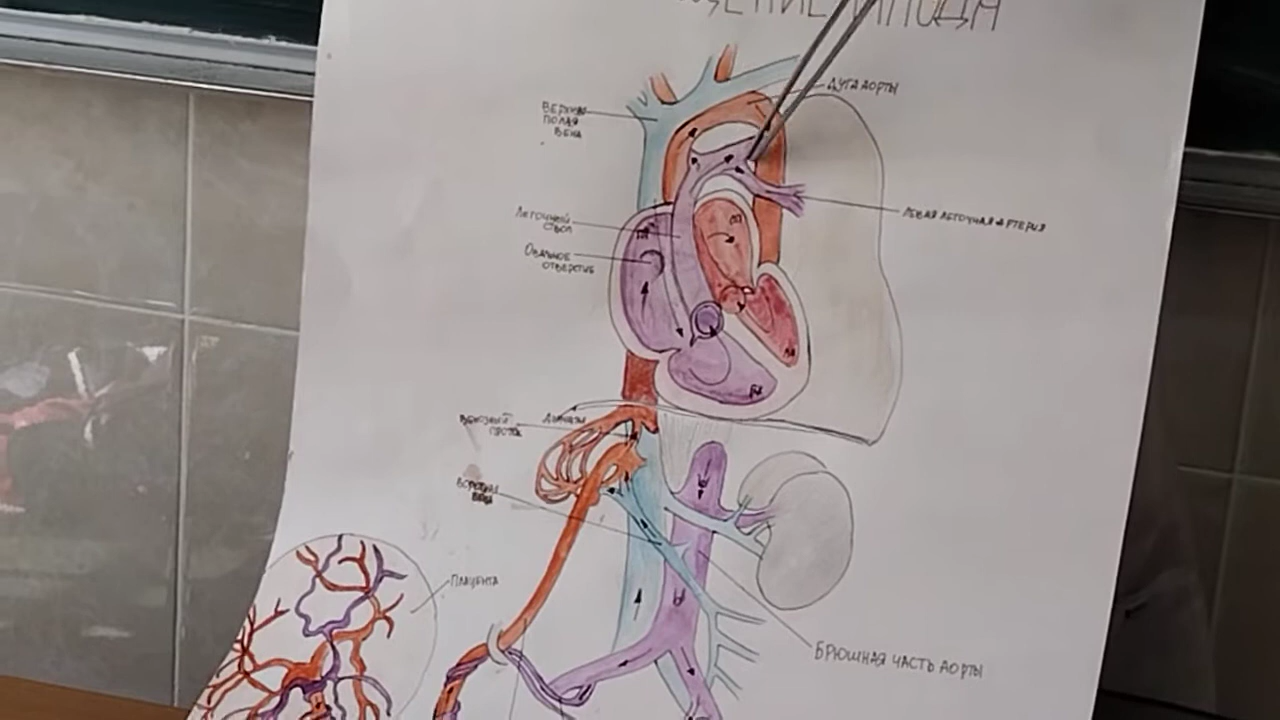 ДУГА АОРТЫ
ВЕРХНЯЯ
ПОЛАЯ
ВЕНА
ЛЕВАЯ ЛЕГОЧНАЯ АРТЕРИЯ
ЛЕГОЧНЫЙ
СТВОЛ
ОВАЛЬНОЕ
ОТВЕРСТИЕ
ВЕНОЗНЫЙ
ПРОТОК
ВОРОТНАЯ
ВЕНА
ПЛАЦЕНТА
БРЮШНАЯ ЧАСТЬ АОРТЫ